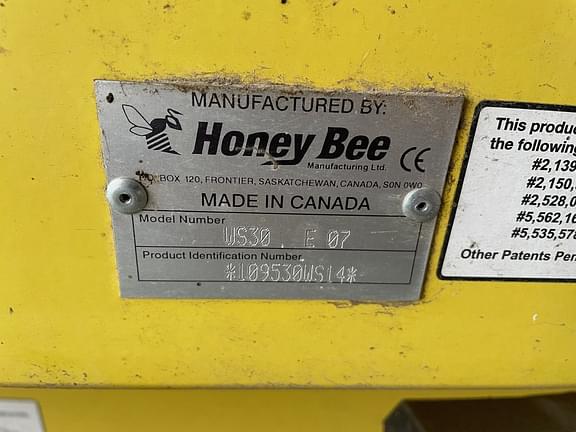 MANUFACTURED BY:
Honey Bee
Manufacturing Ltd.
CE
BOX 120, FRONTIER, SASKATCHEWAN, CANADA, S0N 0W0
MADE IN CANADA
Model Number
WS30 E 07
Product Identification Number
*109530WS14*
This produ
the following
#2,139
#2,150,
#2,528,0
#5,562,16
#5,535,578
Other Patents Pen